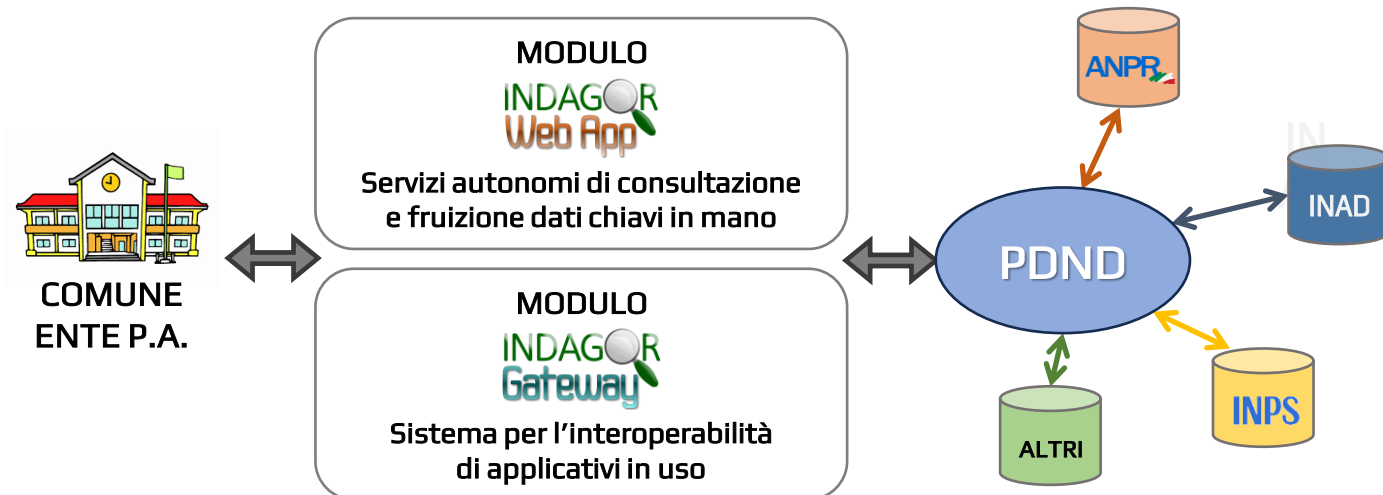 COMUNE
ENTE P.A.
MODULO
INDAGOR
Web App
Servizi autonomi di consultazione
e fruizione dati chiavi in mano
MODULO
INDAGOR
Gateway
Sistema per l'interoperabilità
di applicativi in uso
PDND
ANPR
IN
INAD
INPS
ALTRI